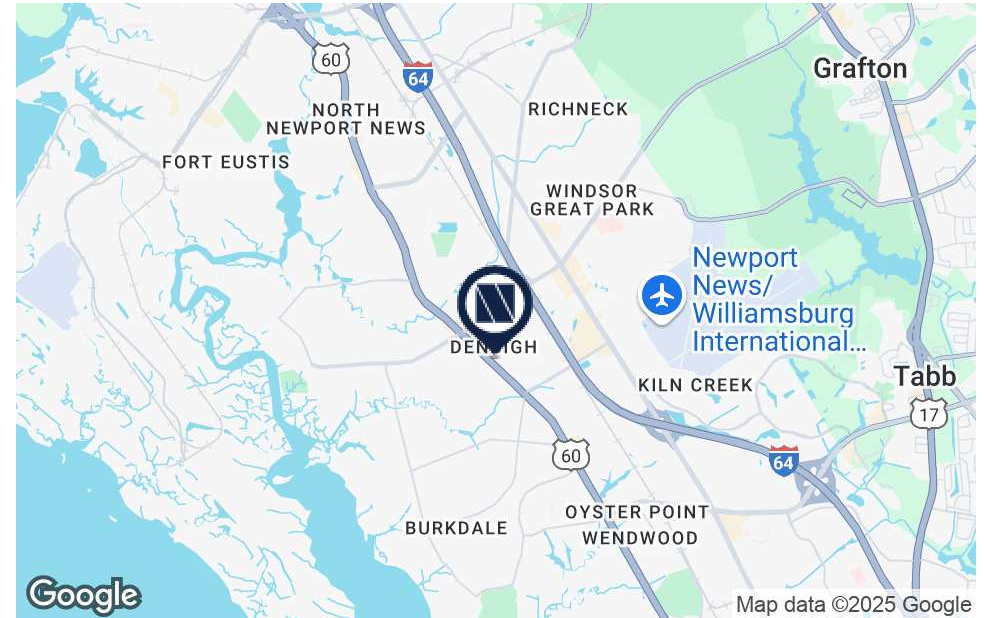 60
64
Grafton
NORTH
NEWPORT NEWS
RICHNECK
FORT EUSTIS
WINDSOR
GREAT PARK
Newport
News/
Williamsburg
International...
DENBIGH
KILN CREEK
Tabb
17
60
64
OYSTER POINT
WENDWOOD
BURKDALE
Google
Map data ©2025 Google